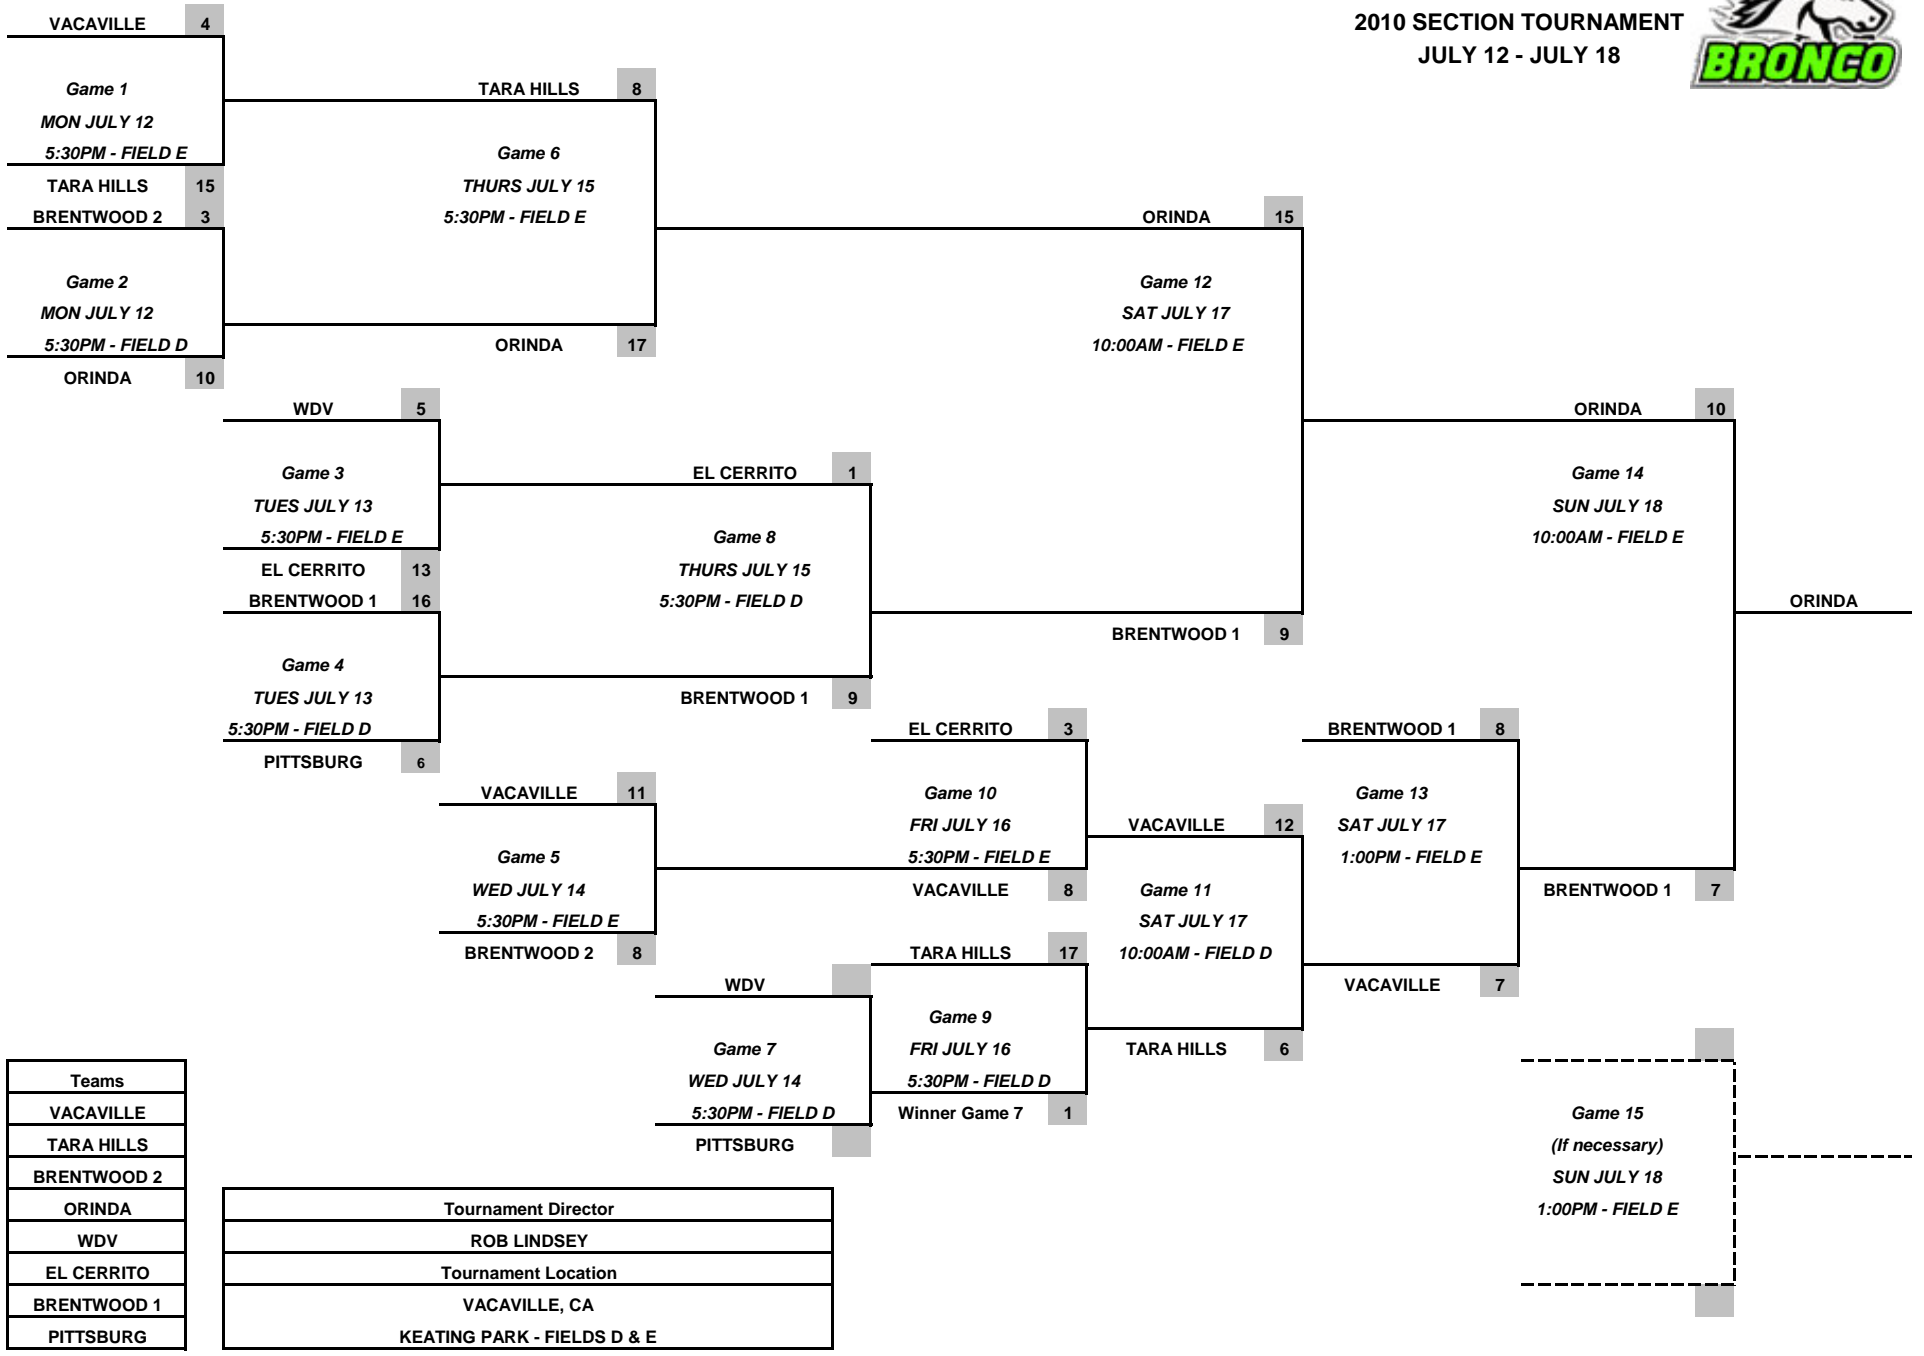 2010 SECTION TOURNAMENT
JULY 12 - JULY 18
BRONCO
VACAVILLE 4
Game 1
MON JULY 12
5:30PM - FIELD E
TARA HILLS 15
BRENTWOOD 2 3
Game 2
MON JULY 12
5:30PM - FIELD D
ORINDA 10
WDV 5
Game 3
TUES JULY 13
5:30PM - FIELD E
EL CERRITO 13
BRENTWOOD 1 16
Game 4
TUES JULY 13
5:30PM - FIELD D
PITTSBURG 6
TARA HILLS 8
Game 6
THURS JULY 15
5:30PM - FIELD E
ORINDA 17
EL CERRITO 1
Game 8
THURS JULY 15
5:30PM - FIELD D
BRENTWOOD 1 9
VACAVILLE 11
Game 5
WED JULY 14
5:30PM - FIELD E
BRENTWOOD 2 8
WDV
Game 7
WED JULY 14
5:30PM - FIELD D
PITTSBURG
EL CERRITO 3
Game 10
FRI JULY 16
5:30PM - FIELD E
VACAVILLE 8
TARA HILLS 17
Game 9
FRI JULY 16
5:30PM - FIELD D
Winner Game 7 1
ORINDA 15
Game 12
SAT JULY 17
10:00AM - FIELD E
BRENTWOOD 1 9
VACAVILLE 12
Game 11
SAT JULY 17
10:00AM - FIELD D
TARA HILLS 6
BRENTWOOD 1 8
Game 13
SAT JULY 17
1:00PM - FIELD E
VACAVILLE 7
ORINDA 10
Game 14
SUN JULY 18
10:00AM - FIELD E
BRENTWOOD 1 7
ORINDA
Game 15
(If necessary)
SUN JULY 18
1:00PM - FIELD E
Teams
VACAVILLE
TARA HILLS
BRENTWOOD 2
ORINDA
WDV
EL CERRITO
BRENTWOOD 1
PITTSBURG
Tournament Director
ROB LINDSEY
Tournament Location
VACAVILLE, CA
KEATING PARK - FIELDS D & E